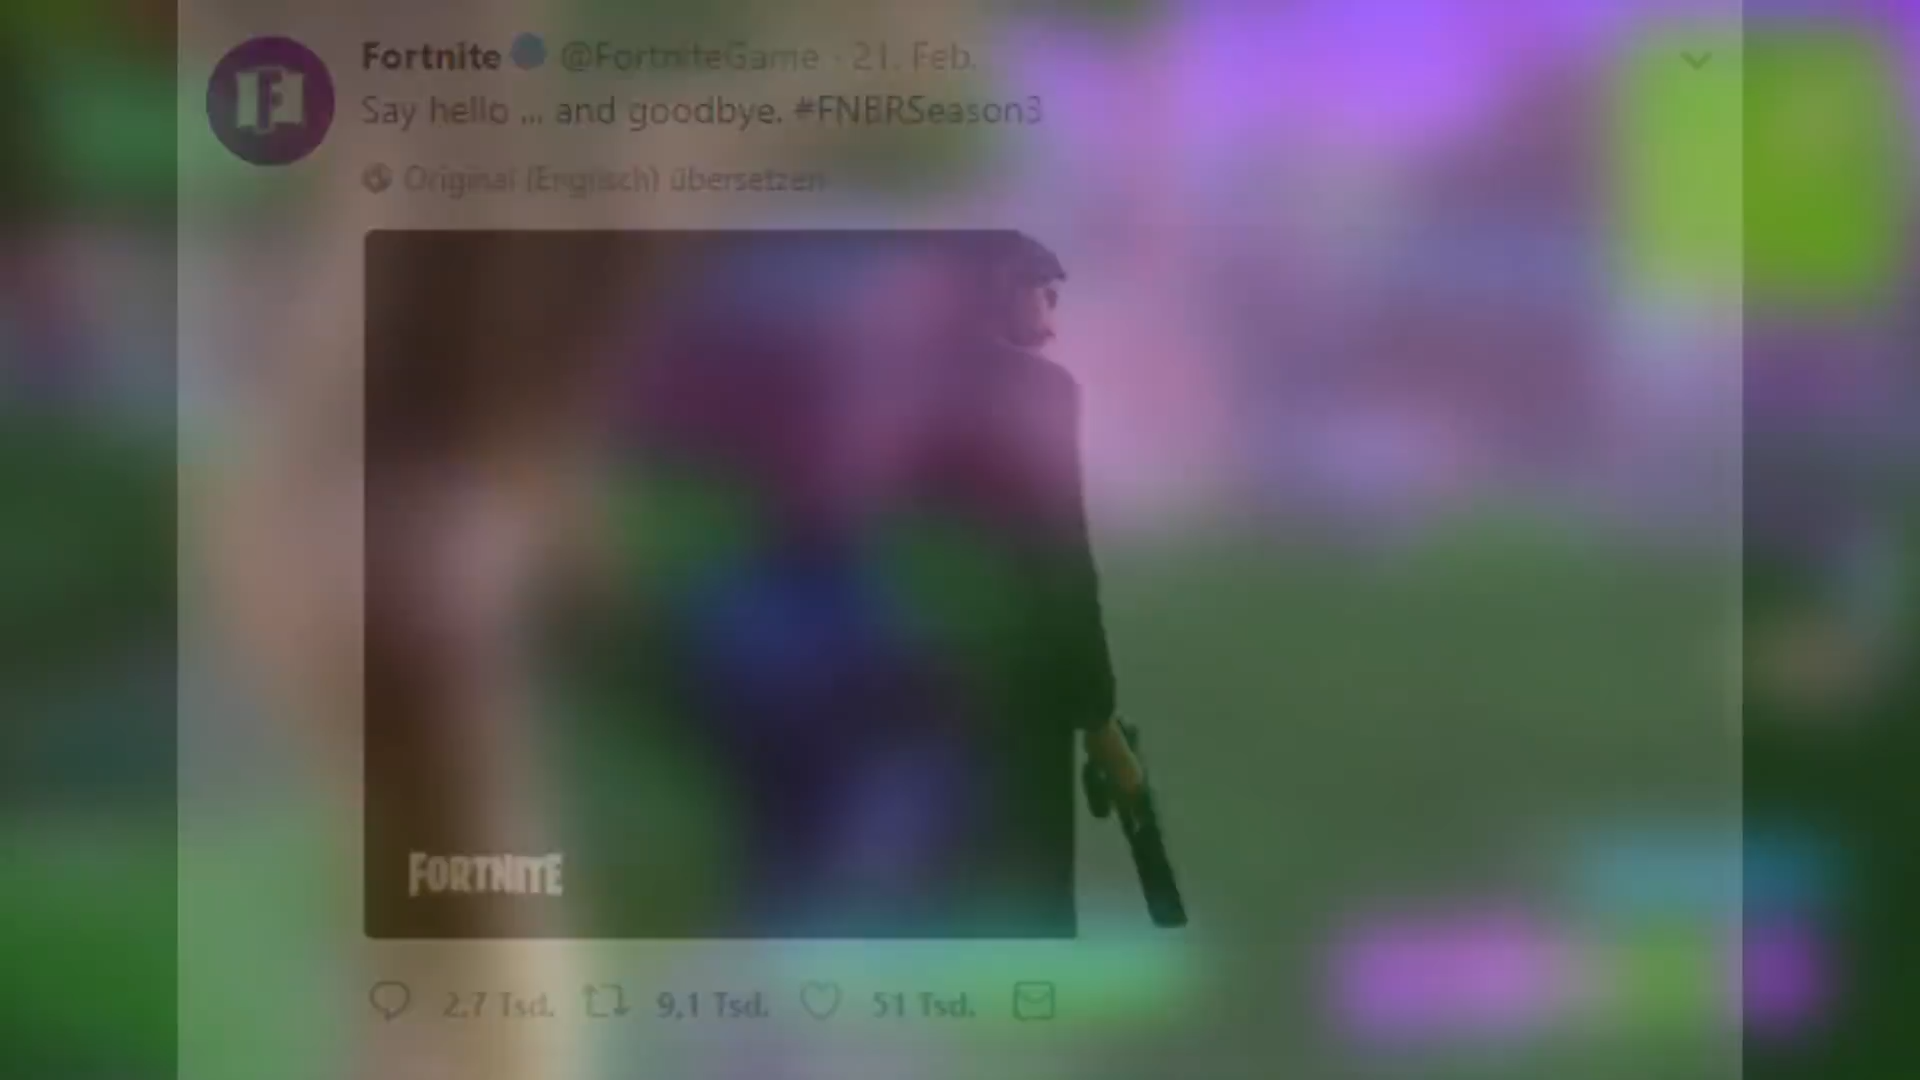 Fortnite @FortniteGame · 21. Feb.
Say hello ... and goodbye. #FNBRSeason3
Original (Englisch) übersetzen
FORTNITE
2,7 Tsd. 9,1 Tsd. 51 Tsd.